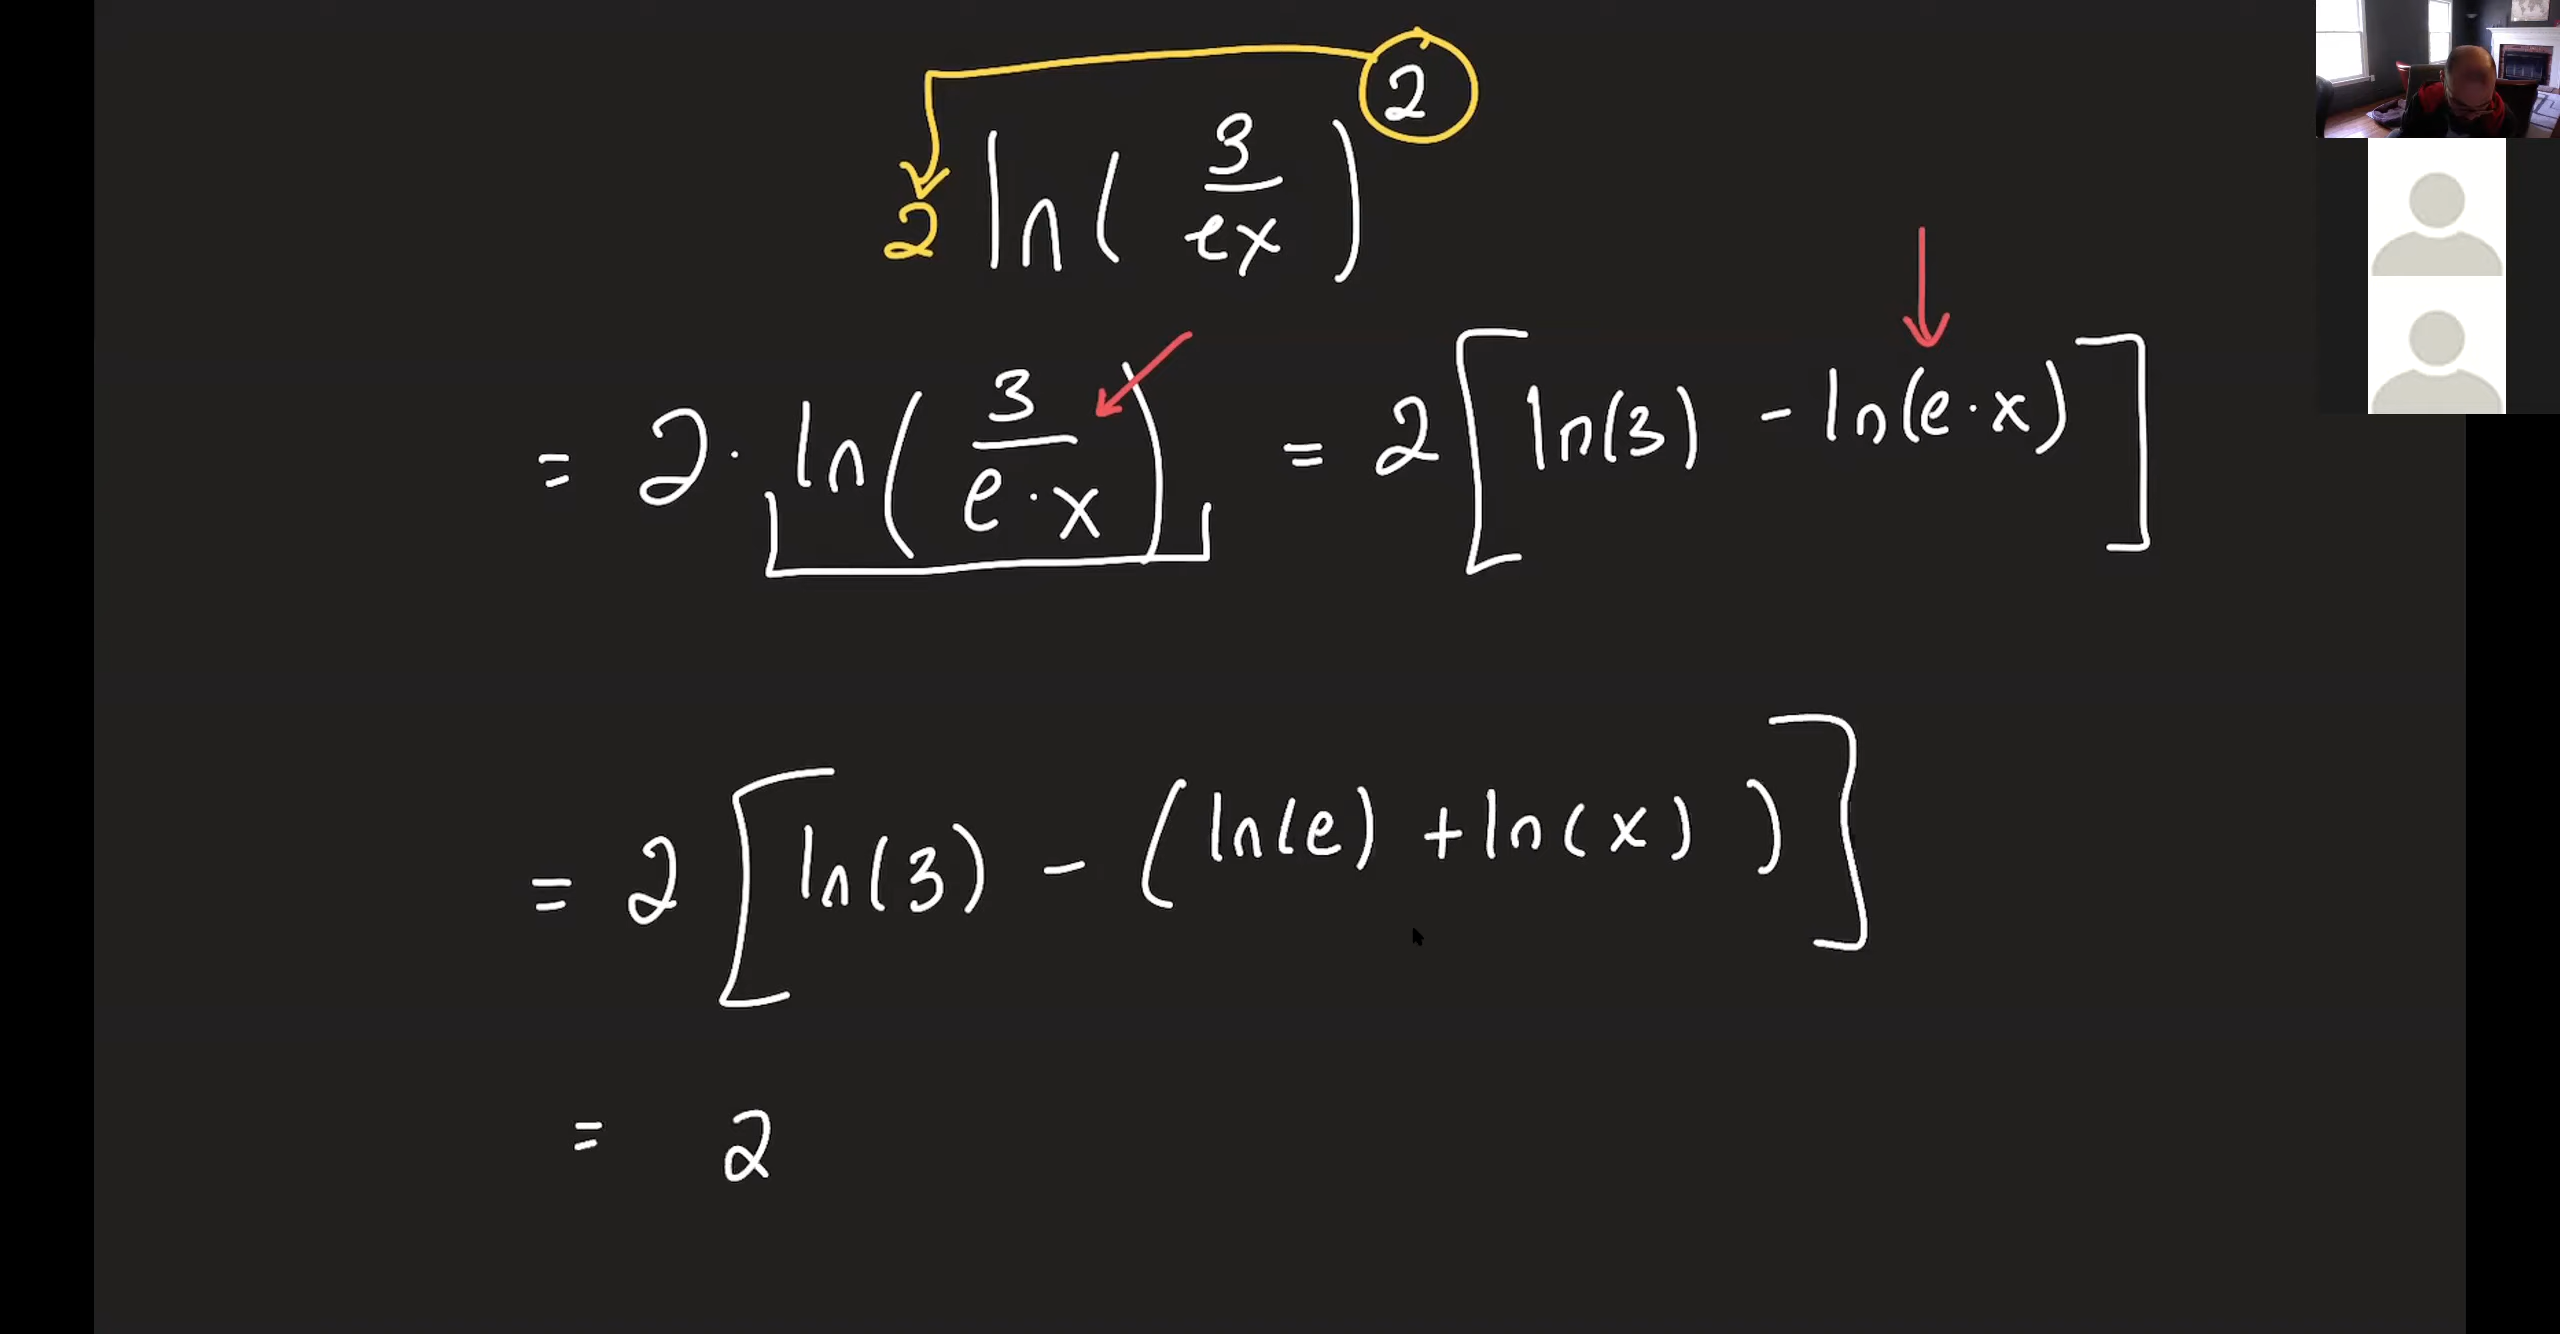 2 ln( 3/ex )^2
= 2 · ln( 3/e·x ) = 2 [ ln(3) - ln(e·x) ]
= 2 [ ln(3) - ( ln(e) + ln(x) ) ]
= 2